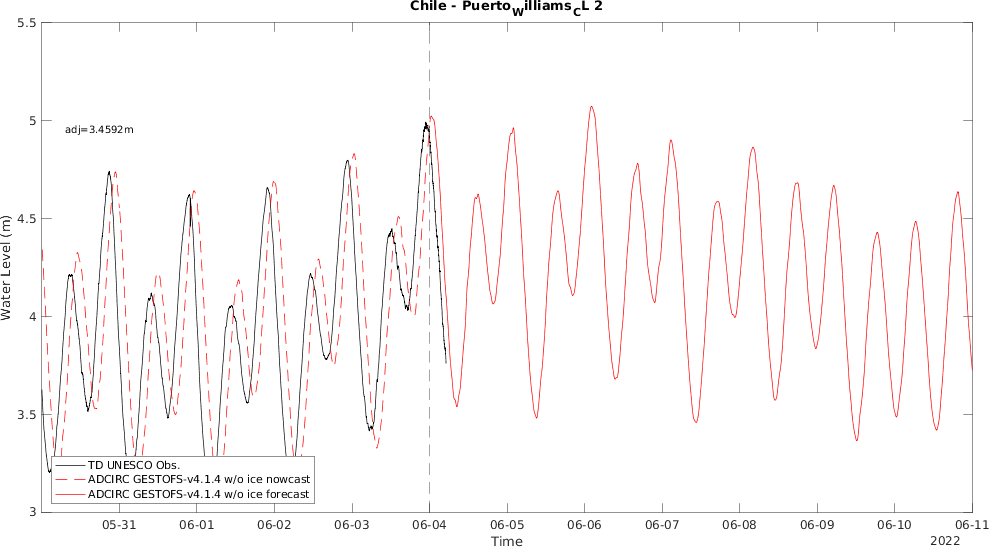 Chile - PuertoWilliamsCL 2
5.5
5
4.5
4
3.5
3
Water Level (m)
adj=3.4592m
TD UNESCO Obs.
ADCIRC GESTOFS-v4.1.4 w/o ice nowcast
ADCIRC GESTOFS-v4.1.4 w/o ice forecast
05-31 06-01 06-02 06-03 06-04 06-05 06-06 06-07 06-08 06-09 06-10 06-11
Time
2022